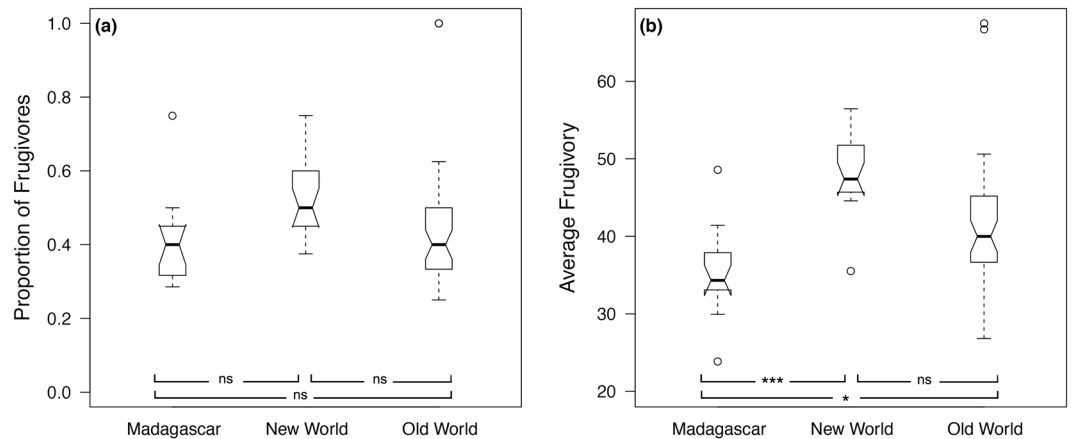 (a)
Proportion of Frugivores
1.0
0.8
0.6
0.4
0.2
0.0
ns
ns
ns
Madagascar New World Old World
(b)
Average Frugivory
60
50
40
30
20
***
ns
*
Madagascar New World Old World